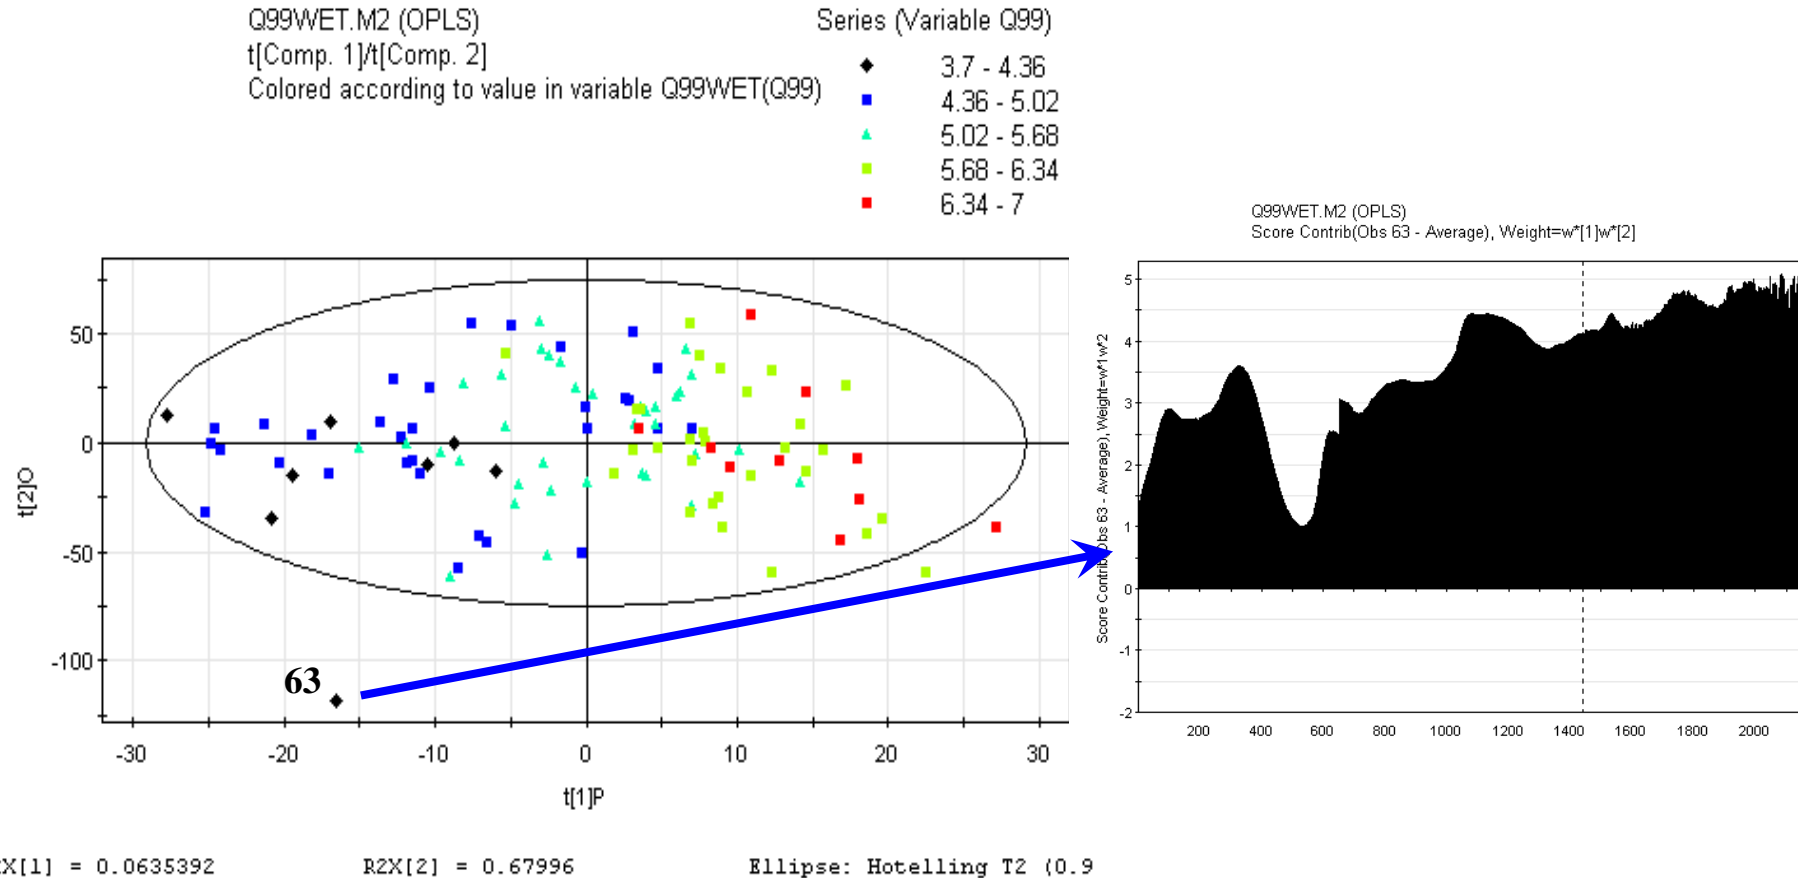 Q99WET.M2 (OPLS)
t[Comp. 1]/t[Comp. 2]
Colored according to value in variable Q99WET(Q99)
Series (Variable Q99)
3.7 - 4.36
4.36 - 5.02
5.02 - 5.68
5.68 - 6.34
6.34 - 7
50
0
-50
-100
t[2]O
63
-30 -20 -10 0 10 20 30
t[1]P
X[1] = 0.0635392 R2X[2] = 0.67996 Ellipse: Hotelling T2 (0.9
Q99WET.M2 (OPLS)
Score Contrib(Obs 63 - Average), Weight=w*[1]w*[2]
5
4
3
2
1
0
-1
-2
Score Contrib(Obs 63 - Average), Weight=w*1w*2
200 400 600 800 1000 1200 1400 1600 1800 2000